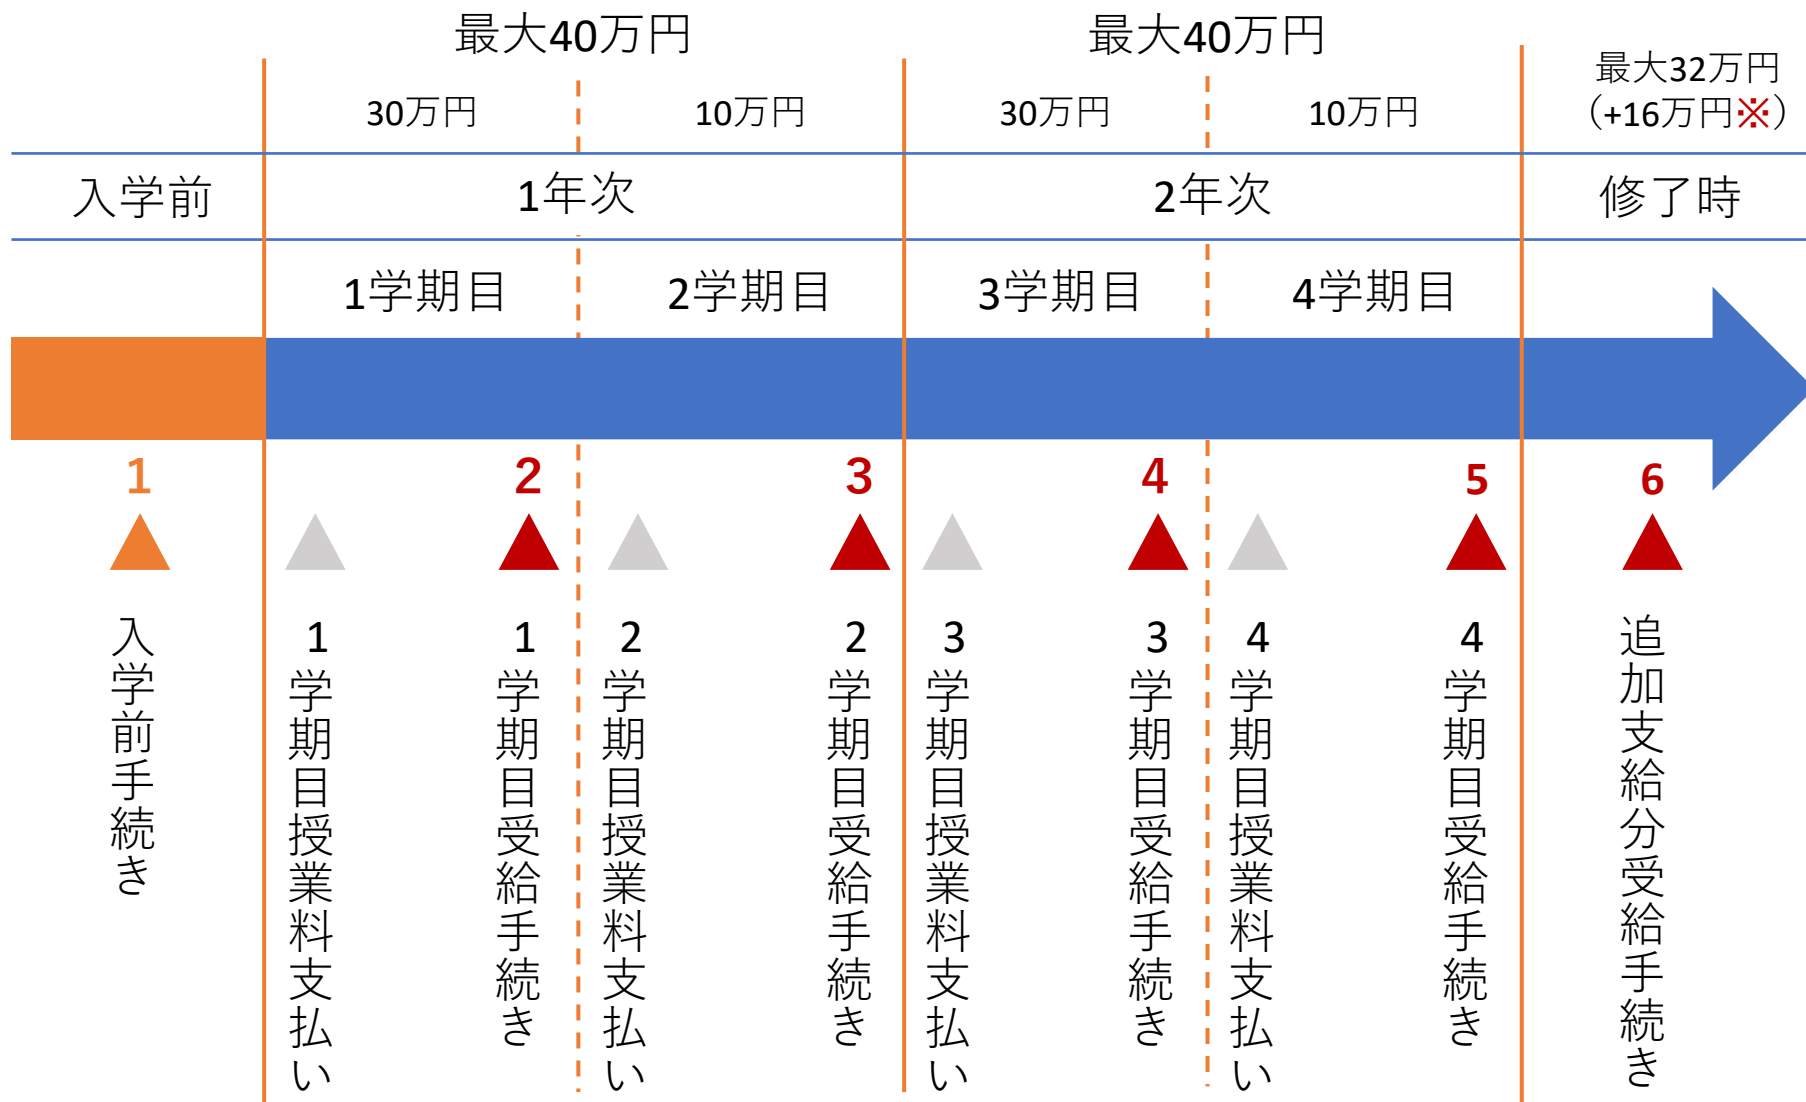 最大40万円
最大40万円
最大32万円
(+16万円※)
30万円
10万円
30万円
10万円
入学前
1年次
2年次
修了時
1学期目
2学期目
3学期目
4学期目
1
2
3
4
5
6
入学前手続き
1学期目授業料支払い
1学期目受給手続き
2学期目授業料支払い
2学期目受給手続き
3学期目授業料支払い
3学期目受給手続き
4学期目授業料支払い
4学期目受給手続き
追加支給分受給手続き